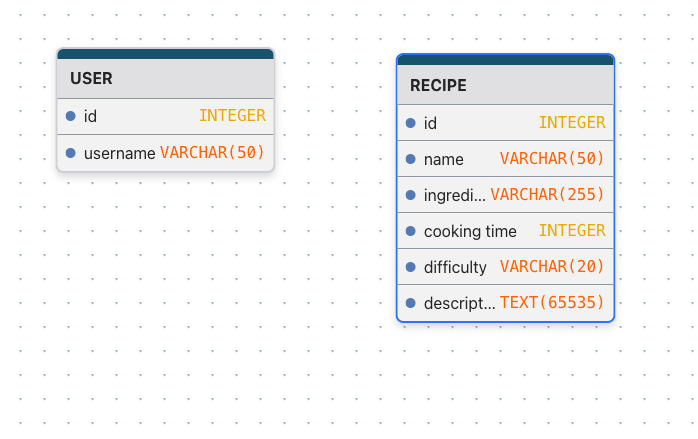 USER
id INTEGER
username VARCHAR(50)
RECIPE
id INTEGER
name VARCHAR(50)
ingredi... VARCHAR(255)
cooking time INTEGER
difficulty VARCHAR(20)
descript... TEXT(65535)